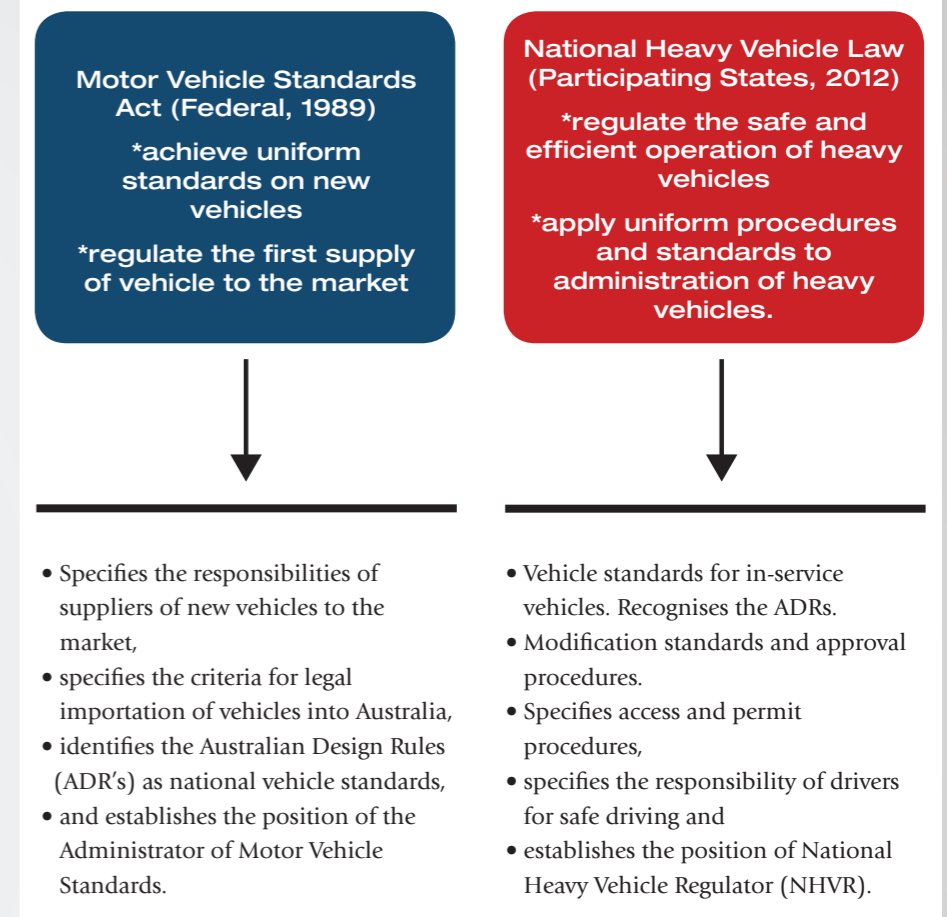 Motor Vehicle Standards
Act (Federal, 1989)
*achieve uniform
standards on new
vehicles
*regulate the first supply
of vehicle to the market
National Heavy Vehicle Law
(Participating States, 2012)
*regulate the safe and
efficient operation of heavy
vehicles
*apply uniform procedures
and standards to
administration of heavy
vehicles.
• Specifies the responsibilities of
suppliers of new vehicles to the
market,
• specifies the criteria for legal
importation of vehicles into Australia,
• identifies the Australian Design Rules
(ADR's) as national vehicle standards,
• and establishes the position of the
Administrator of Motor Vehicle
Standards.
• Vehicle standards for in-service
vehicles. Recognises the ADRs.
• Modification standards and approval
procedures.
• Specifies access and permit
procedures,
• specifies the responsibility of drivers
for safe driving and
• establishes the position of National
Heavy Vehicle Regulator (NHVR).